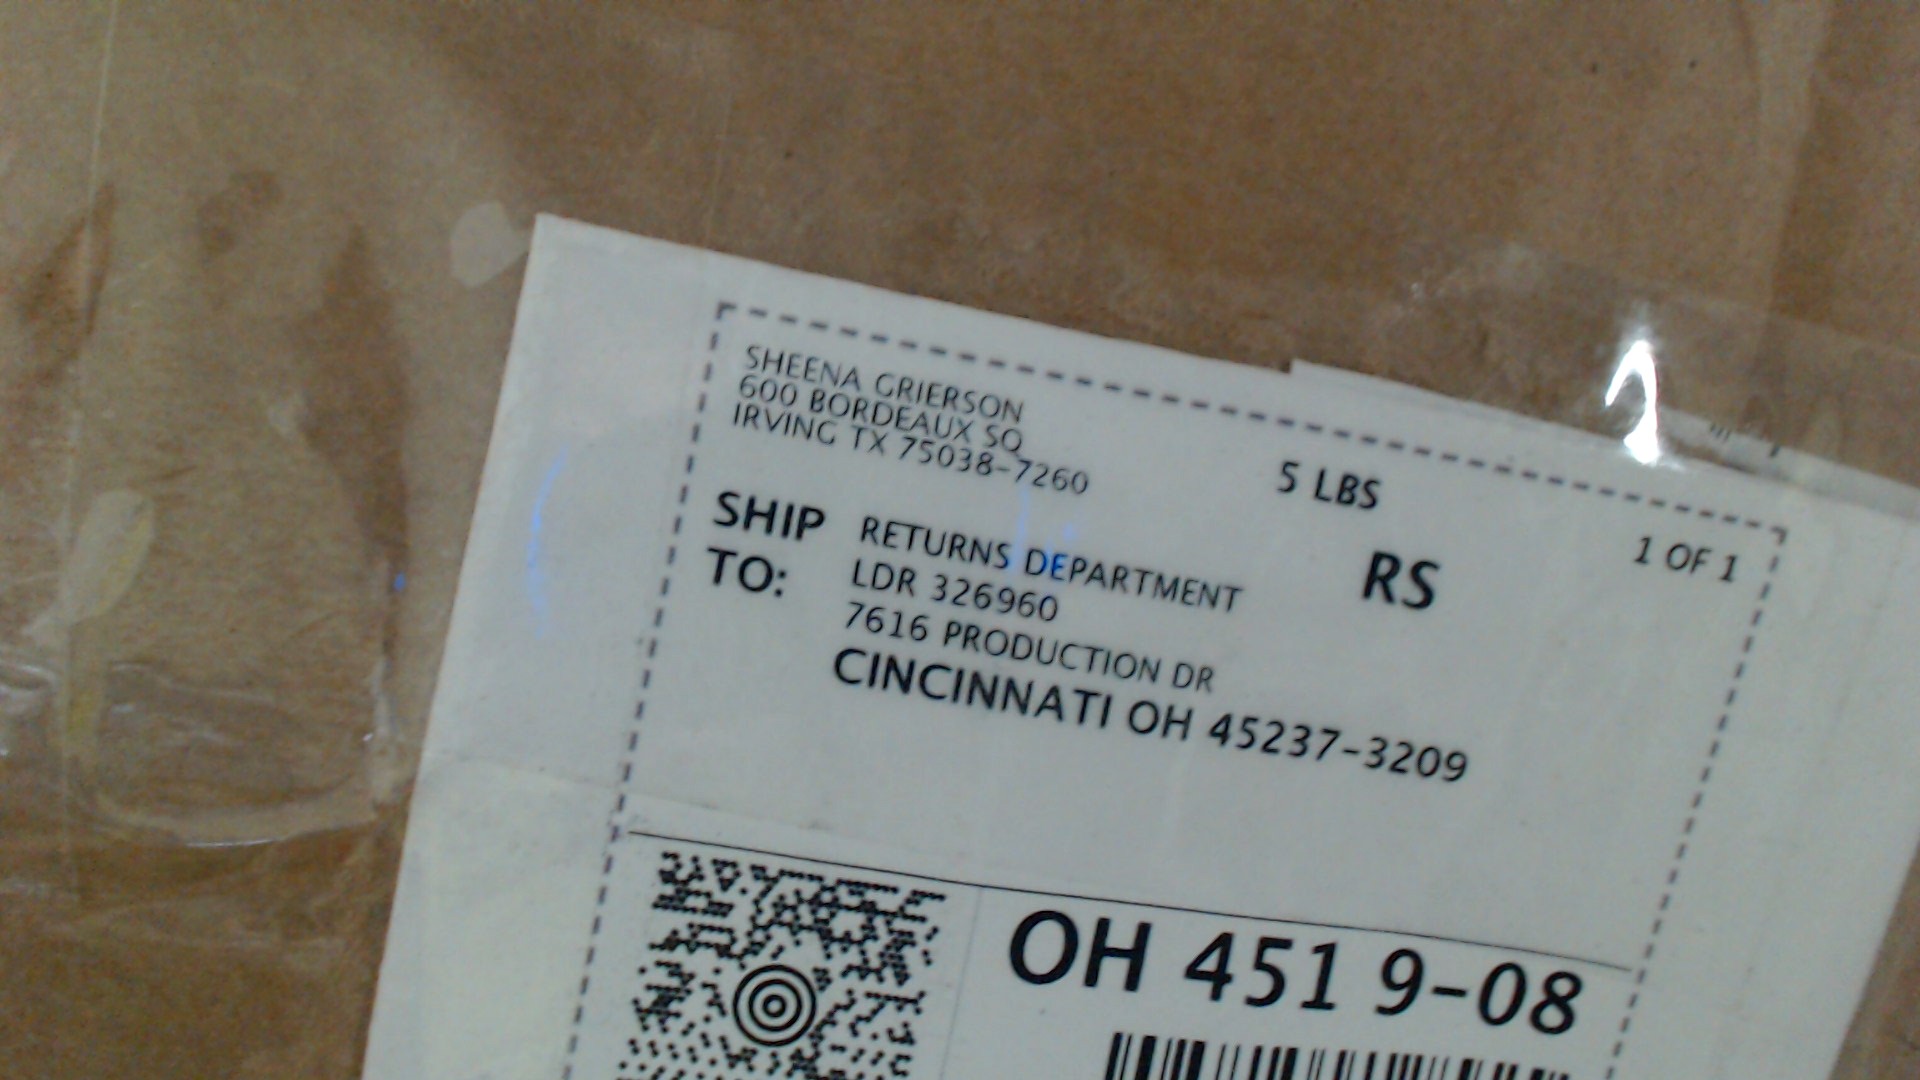 SHEENA GRIERSON
600 BORDEAUX SQ
IRVING TX 75038-7260
5 LBS
1 OF 1
SHIP TO:
RS
RETURNS DEPARTMENT
LDR 326960
7616 PRODUCTION DR
CINCINNATI OH 45237-3209
OH 451 9-08